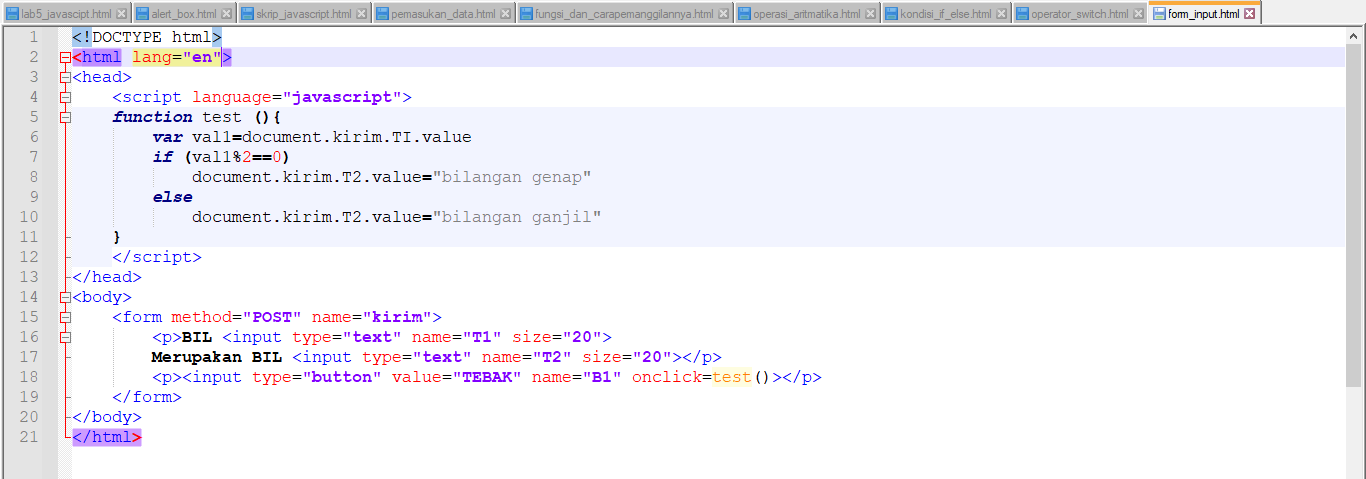 lab5_javascipt.html alert_box.html skrip_javascript.html pemasukan_data.html fungsi_dan_carapemanggilannya.html operasi_aritmatika.html kondisi_if_else.html operator_switch.html form_input.html
1 <!DOCTYPE html>
2 <html lang="en">
3 <head>
4 <script language="javascript">
5 function test (){
6 var val1=document.kirim.TI.value
7 if (val1%2==0)
8 document.kirim.T2.value="bilangan genap"
9 else
10 document.kirim.T2.value="bilangan ganjil"
11 }
12 </script>
13 </head>
14 <body>
15 <form method="POST" name="kirim">
16 <p>BIL <input type="text" name="T1" size="20">
17 Merupakan BIL <input type="text" name="T2" size="20"></p>
18 <p><input type="button" value="TEBAK" name="B1" onclick=test()></p>
19 </form>
20 </body>
21 </html>